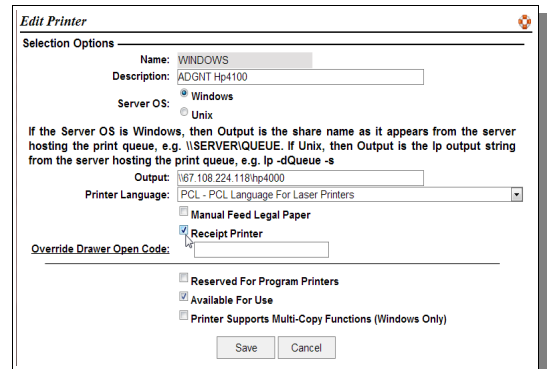 Edit Printer
Selection Options
Name: WINDOWS
Description: ADGNT Hp4100
Server OS: Windows
Unix
If the Server OS is Windows, then Output is the share name as it appears from the server
hosting the print queue, e.g. \\SERVER\QUEUE. If Unix, then Output is the lp output string
from the server hosting the print queue, e.g. lp -dQueue -s
Output: \\67.108.224.118\hp4000
Printer Language: PCL - PCL Language For Laser Printers
Manual Feed Legal Paper
Receipt Printer
Override Drawer Open Code:
Reserved For Program Printers
Available For Use
Printer Supports Multi-Copy Functions (Windows Only)
Save Cancel